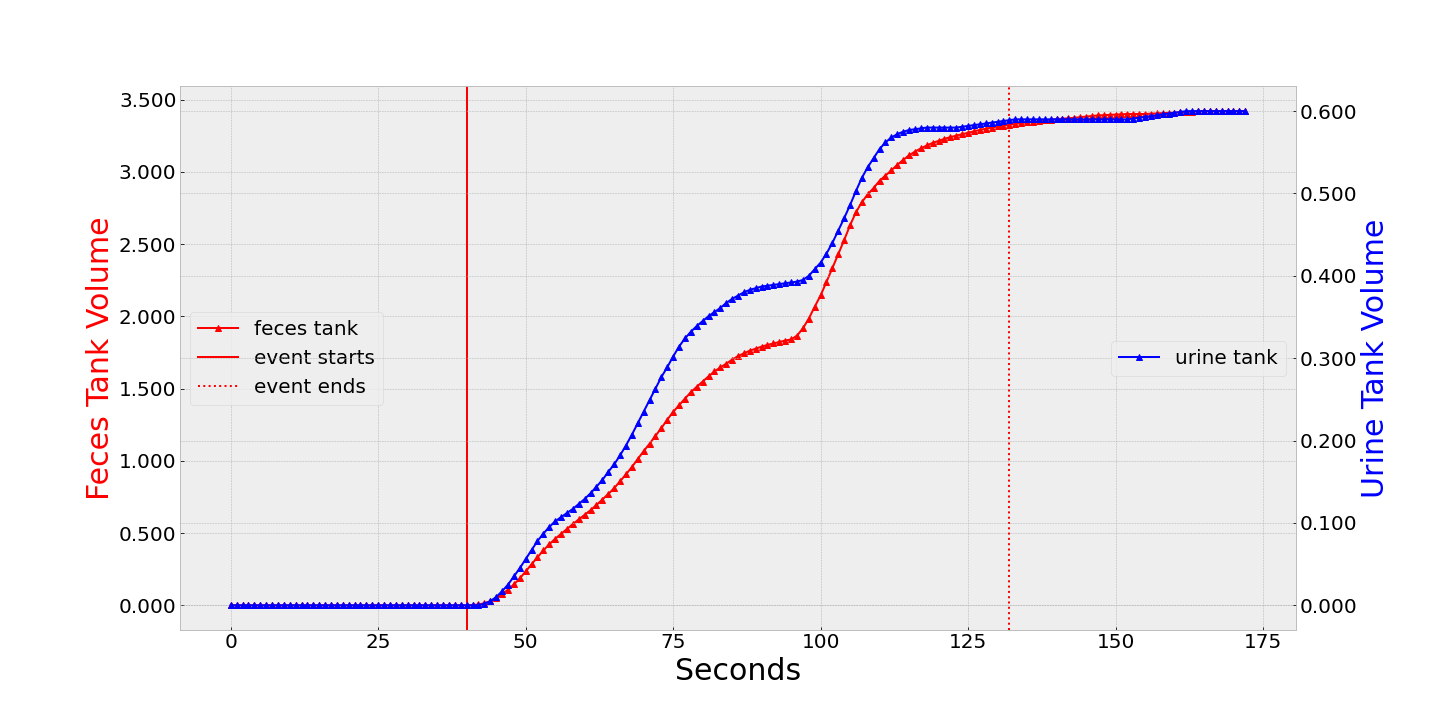 3.500
3.000
2.500
2.000
1.500
1.000
0.500
0.000
Feces Tank Volume
feces tank
event starts
event ends
urine tank
0.600
0.500
0.400
0.300
0.200
0.100
0.000
Urine Tank Volume
0 25 50 75 100 125 150 175
Seconds